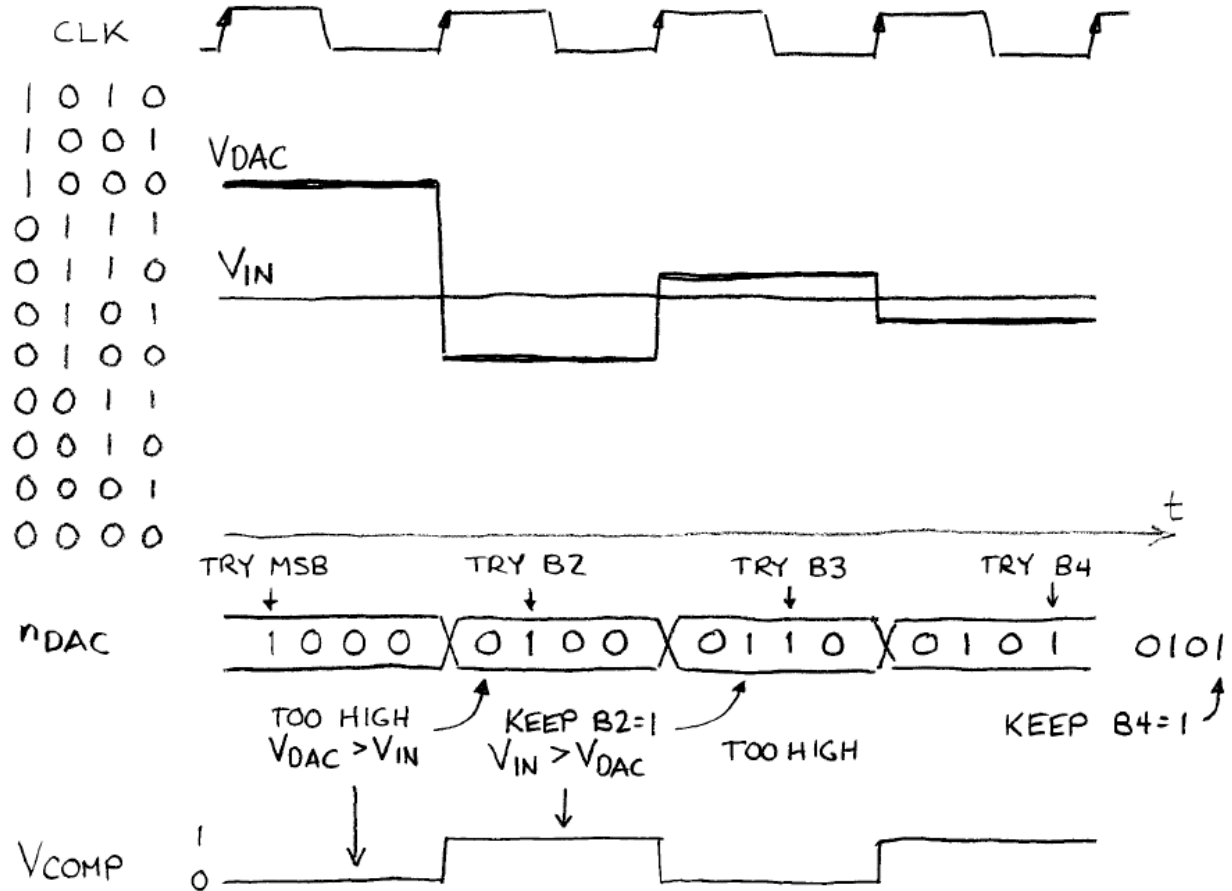 CLK
1 0 1 0
1 0 0 1
VDAC
1 0 0 0
0 1 1 1
VIN
0 1 1 0
0 1 0 1
0 1 0 0
0 0 1 1
0 0 1 0
0 0 0 1
t
0 0 0 0
TRY MSB TRY B2 TRY B3 TRY B4
nDAC 1 0 0 0 0 1 0 0 0 1 1 0 0 1 0 1 0101
TOO HIGH KEEP B2=1 KEEP B4=1
VDAC > VIN VIN > VDAC TOO HIGH
1
VCOMP
0